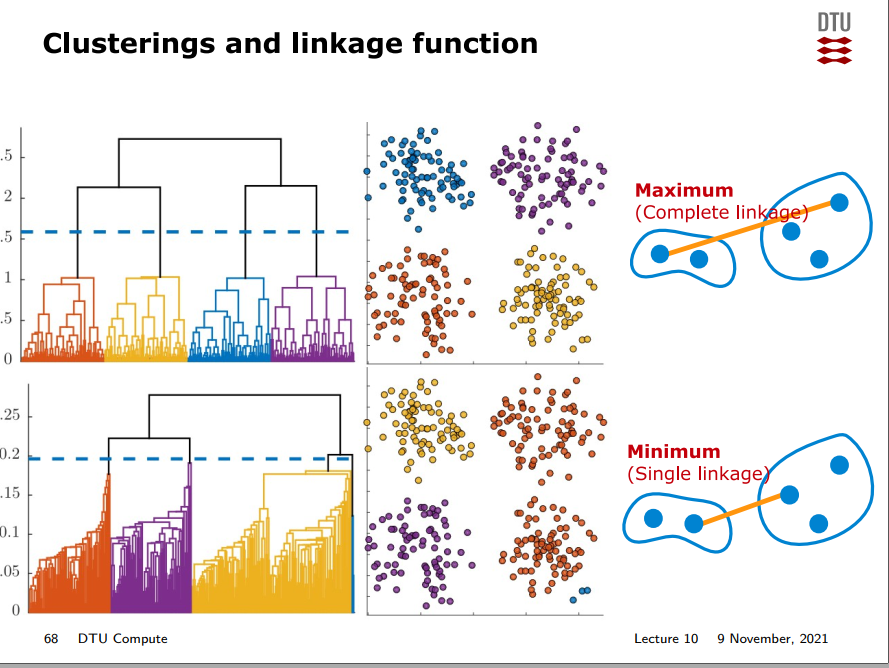 Clusterings and linkage function
DTU
.5
2
.5
1
.5
0
Maximum
(Complete linkage)
.25
0.2
.15
0.1
.05
0
Minimum
(Single linkage)
68 DTU Compute
Lecture 10 9 November, 2021